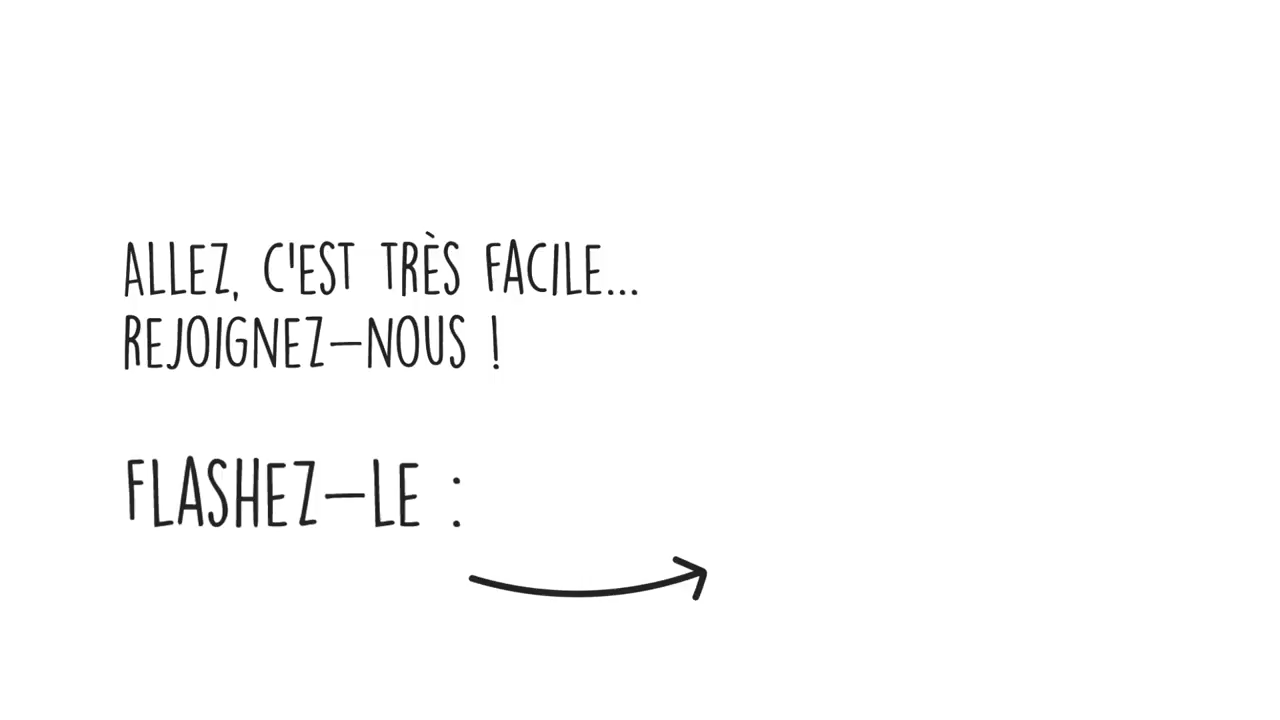 ALLEZ, C'EST TRÈS FACILE...
REJOIGNEZ–NOUS !
FLASHEZ–LE :